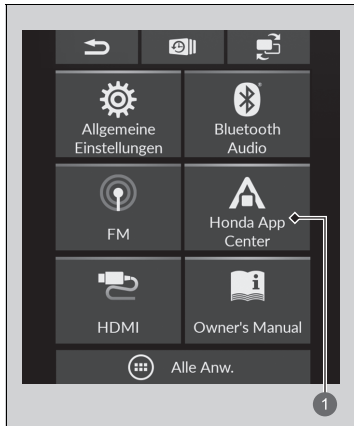 Allgemeine
Einstellungen
Bluetooth
Audio
FM
Honda App
Center
HDMI
Owner's Manual
Alle Anw.
1